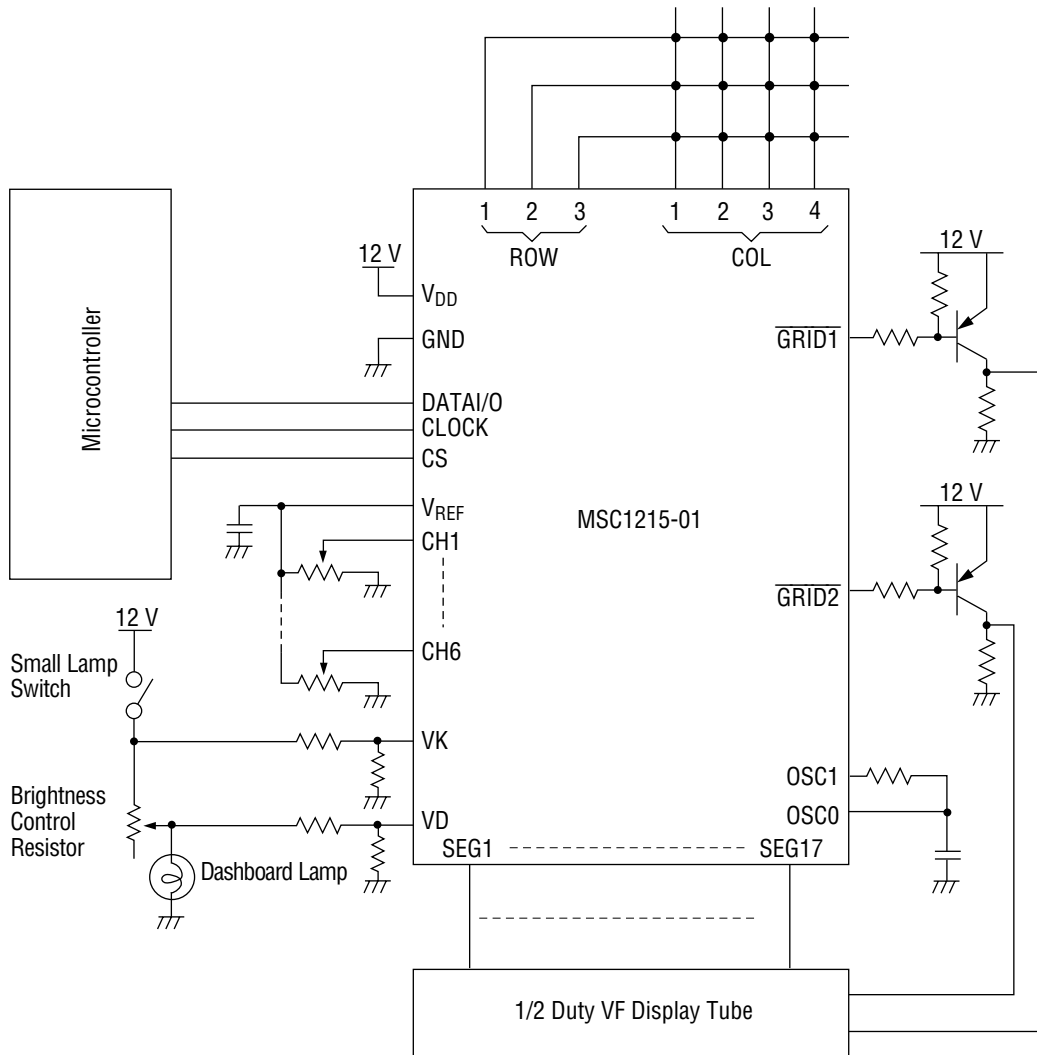 1 2 3
ROW
1 2 3 4
COL
12 V
V_DD
GND
Microcontroller
DATAI/O
CLOCK
CS
V_REF
CH1
CH6
MSC1215-01
12 V
GRID1
12 V
GRID2
12 V
Small Lamp
Switch
VK
Brightness
Control
Resistor
VD
Dashboard Lamp
OSC1
OSC0
SEG1
SEG17
1/2 Duty VF Display Tube